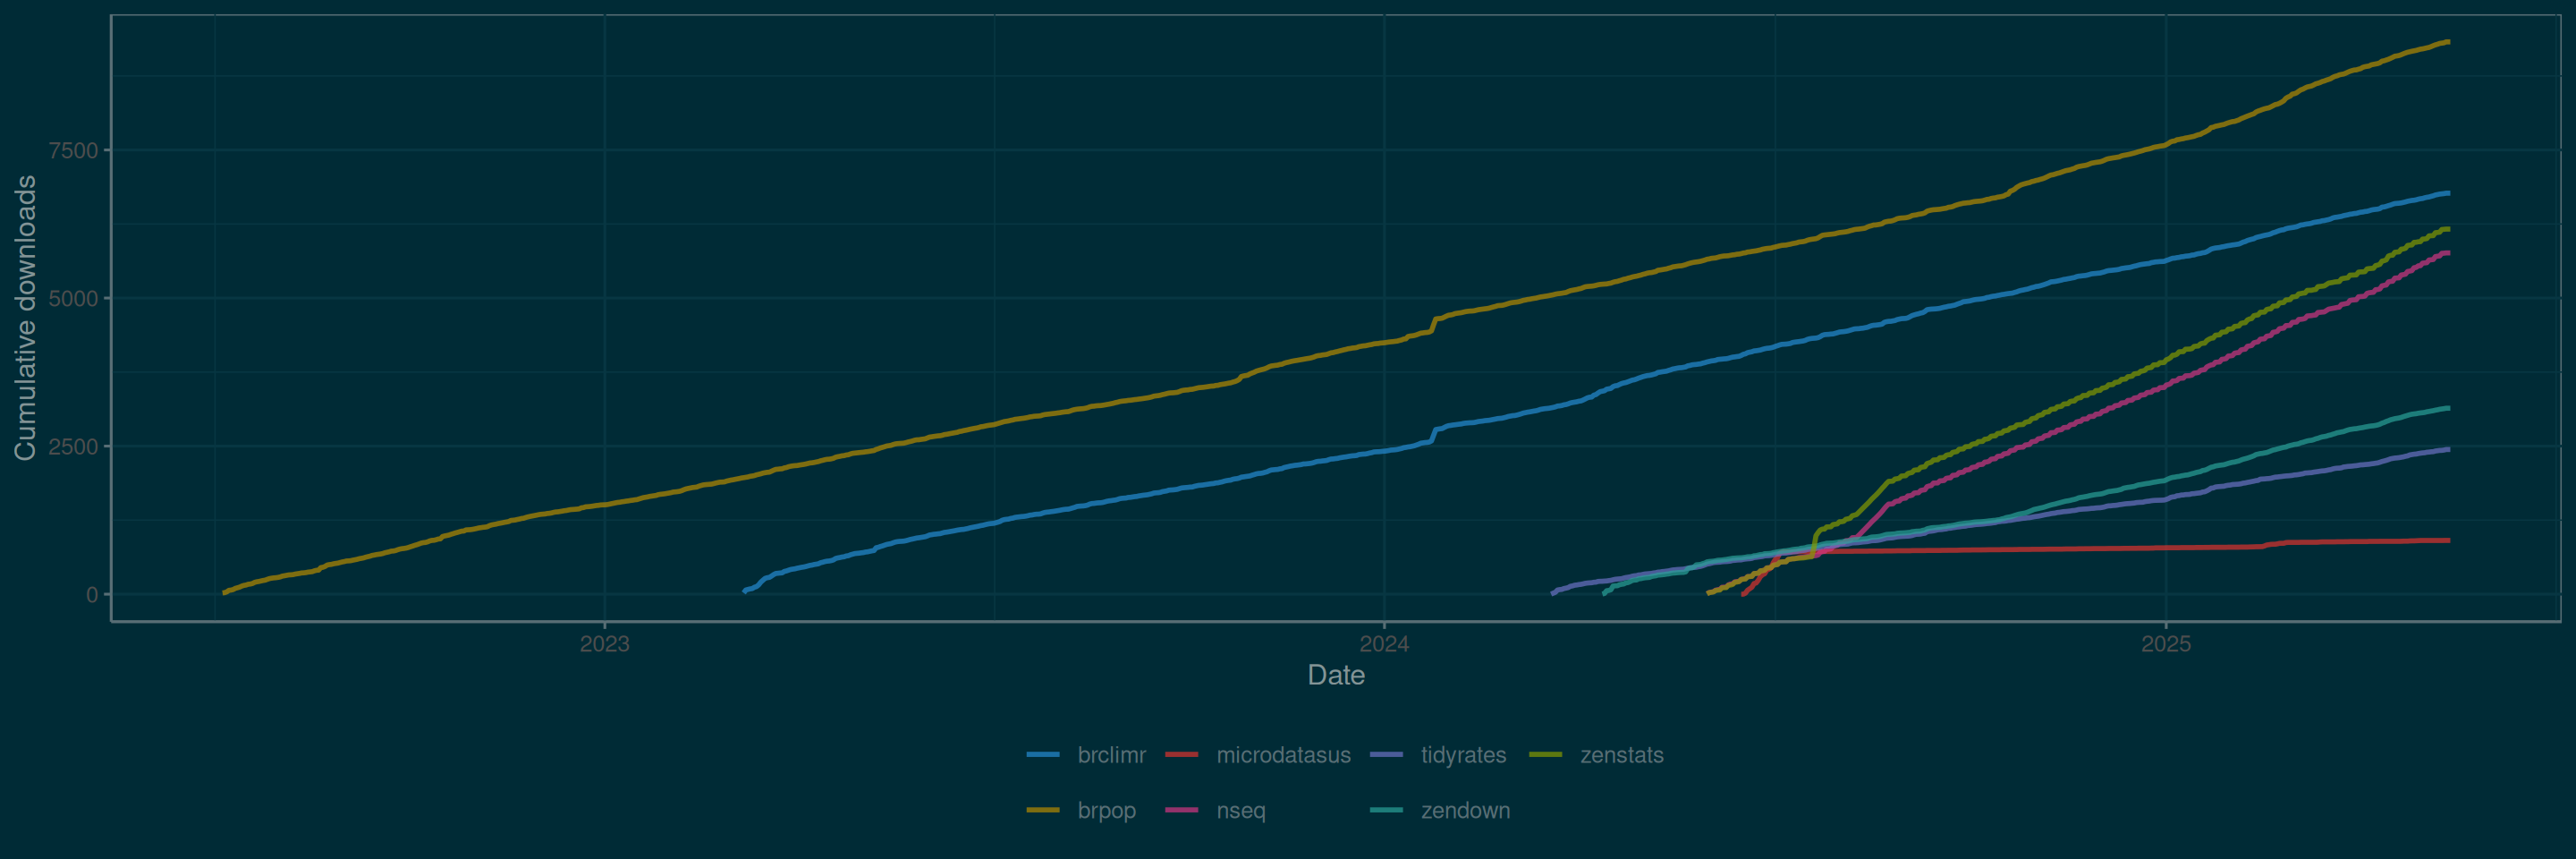 Cumulative downloads
7500
5000
2500
0
2023 2024 2025
Date
brclimr microdatasus tidyrates zenstats
brpop nseq zendown